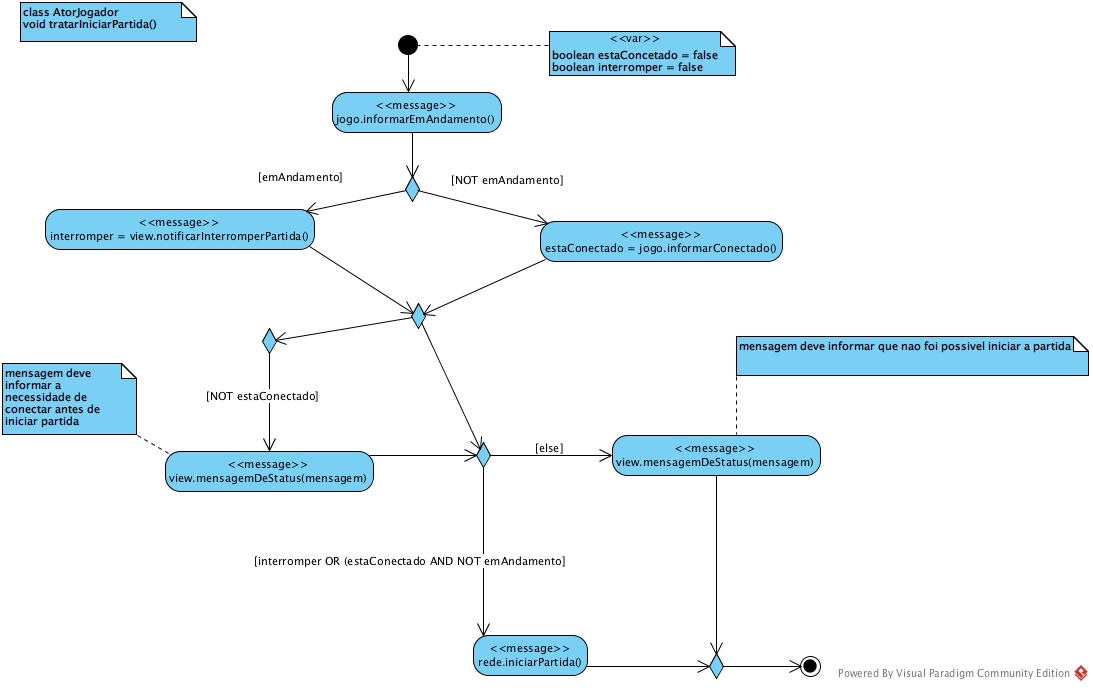 class AtorJogador
void tratarIniciarPartida()
<<var>>
boolean estaConcetado = false
boolean interromper = false
<<message>>
jogo.informarEmAndamento()
[emAndamento]
[NOT emAndamento]
<<message>>
interromper = view.notificarInterromperPartida()
<<message>>
estaConectado = jogo.informarConectado()
mensagem deve informar que nao foi possivel iniciar a partida
mensagem deve
informar a
necessidade de
conectar antes de
iniciar partida
[NOT estaConectado]
<<message>>
view.mensagemDeStatus(mensagem)
[else]
<<message>>
view.mensagemDeStatus(mensagem)
[interromper OR (estaConectado AND NOT emAndamento]
<<message>>
rede.iniciarPartida()
Powered By Visual Paradigm Community Edition